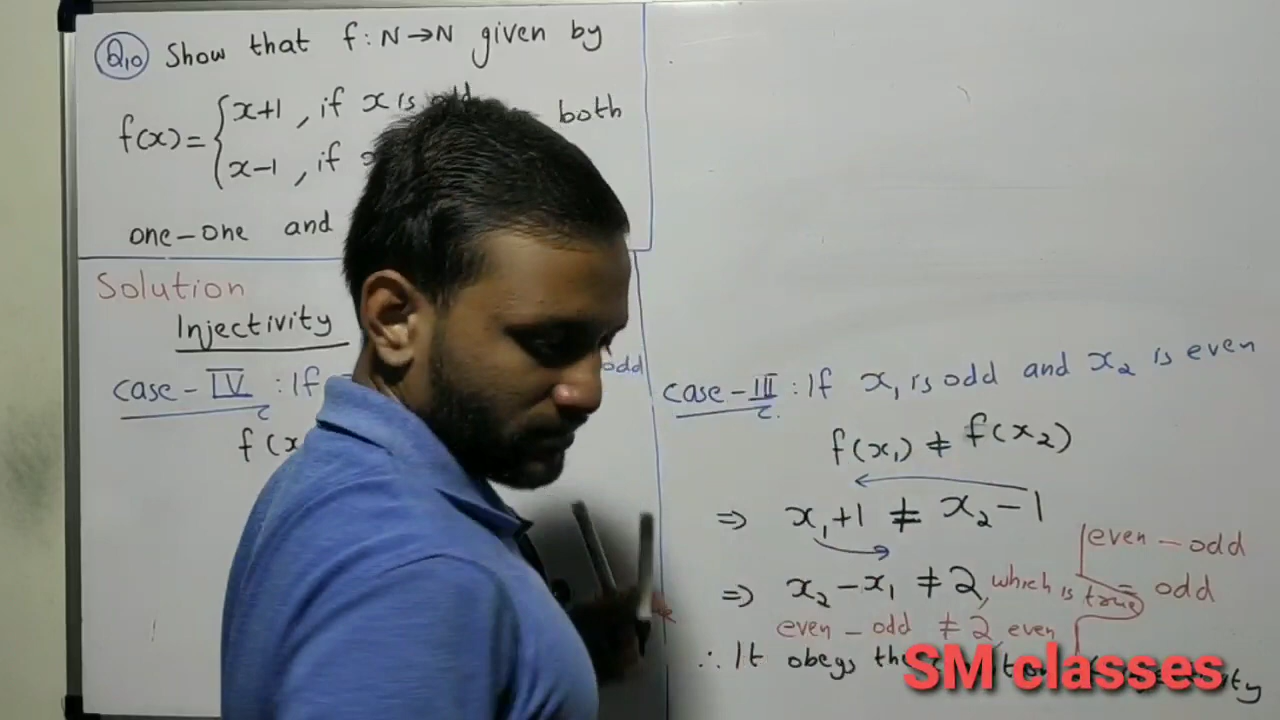 Q10 Show that f: N→N given by
f(x)= { x+1 , if x is odd both
x-1 , if
one-one and
Solution
Injectivity
case-IV : If odd
f(x
case-III : If x₁ is odd and x₂ is even
f(x₁) ≠ f(x₂)
⇒ x₁+1 ≠ x₂-1
even - odd
⇒ x₂-x₁ ≠ 2, which is true = odd
even - odd ≠ 2 even
∴ It obeys the
SM classes